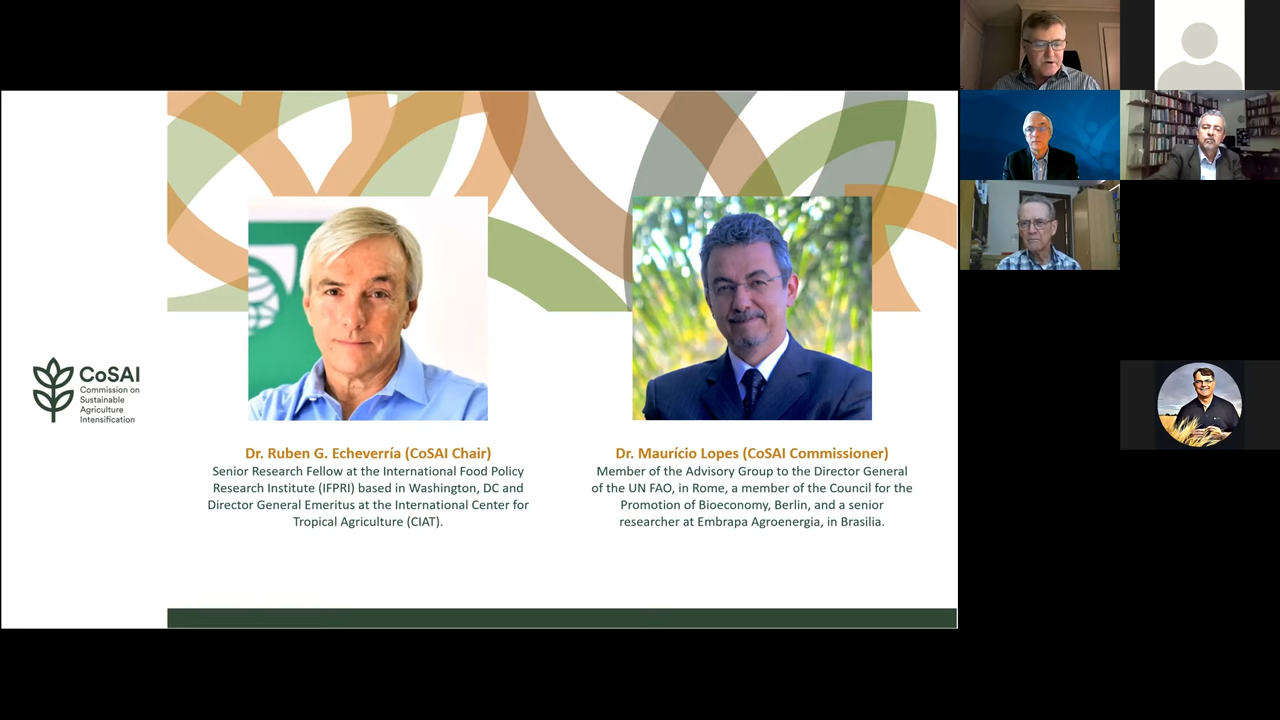 CoSAI
Commission on
Sustainable
Agriculture
Intensification
Dr. Ruben G. Echeverría (CoSAI Chair)
Senior Research Fellow at the International Food Policy
Research Institute (IFPRI) based in Washington, DC and
Director General Emeritus at the International Center for
Tropical Agriculture (CIAT).
Dr. Maurício Lopes (CoSAI Commissioner)
Member of the Advisory Group to the Director General
of the UN FAO, in Rome, a member of the Council for the
Promotion of Bioeconomy, Berlin, and a senior
researcher at Embrapa Agroenergia, in Brasilia.